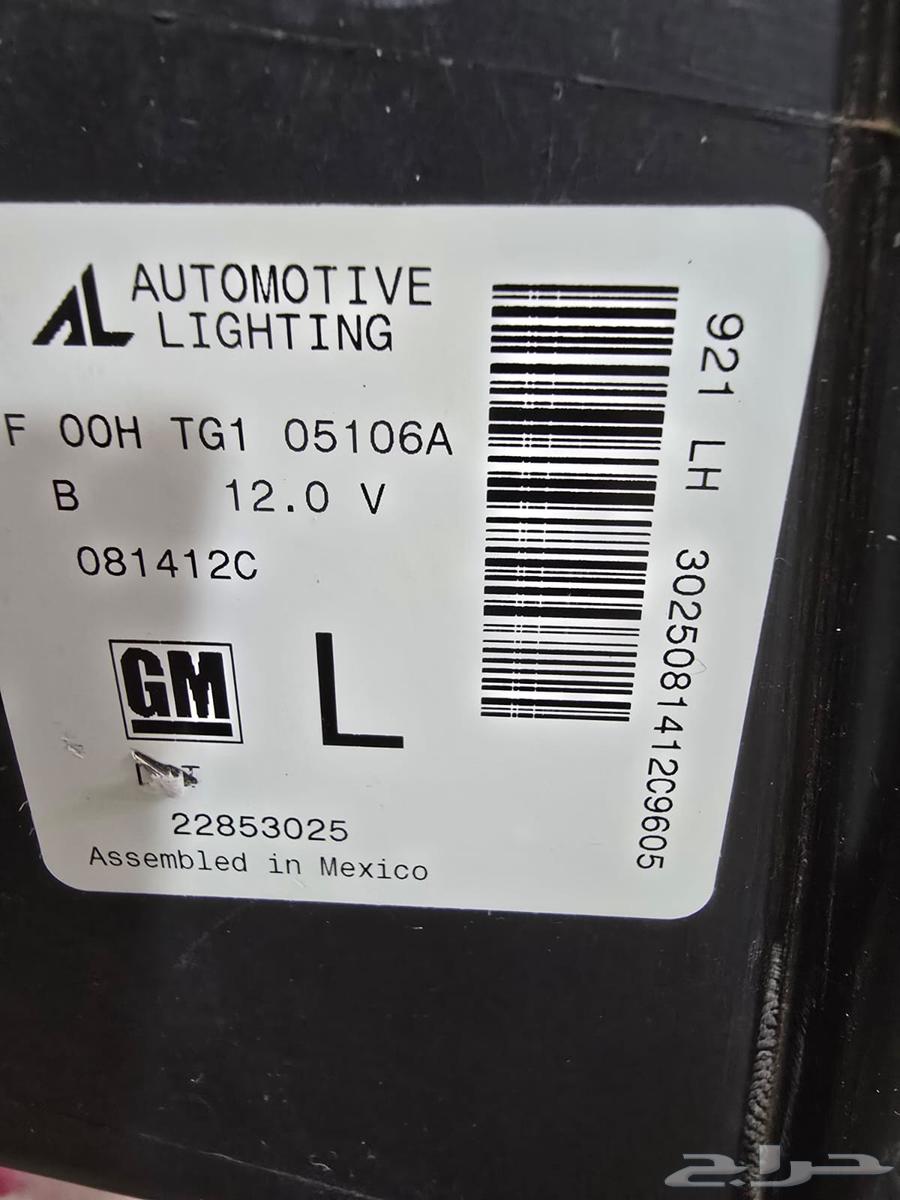 AL AUTOMOTIVE
LIGHTING
F 00H TG1 05106A
B 12.0 V
081412C
GM
L
22853025
Assembled in Mexico
921 LH 3025081412C9605
حراج